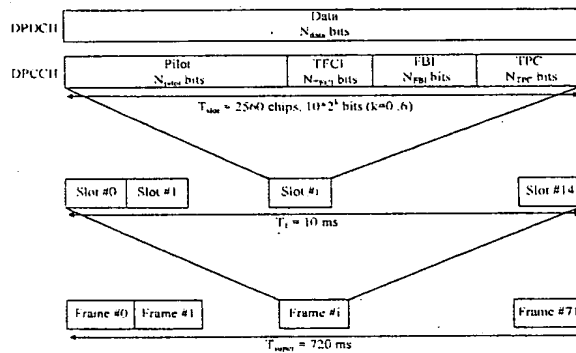 Data
DPDCH
N_data bits
Pilot TFCI FBI TPC
DPCCH
N_pilot bits N_TFCI bits N_FBI bits N_TPC bits
T_slot = 2560 chips, 10*2^k bits (k=0..6)
Slot #0 Slot #1 Slot #i Slot #14
T_f = 10 ms
Frame #0 Frame #1 Frame #i Frame #71
T_super = 720 ms